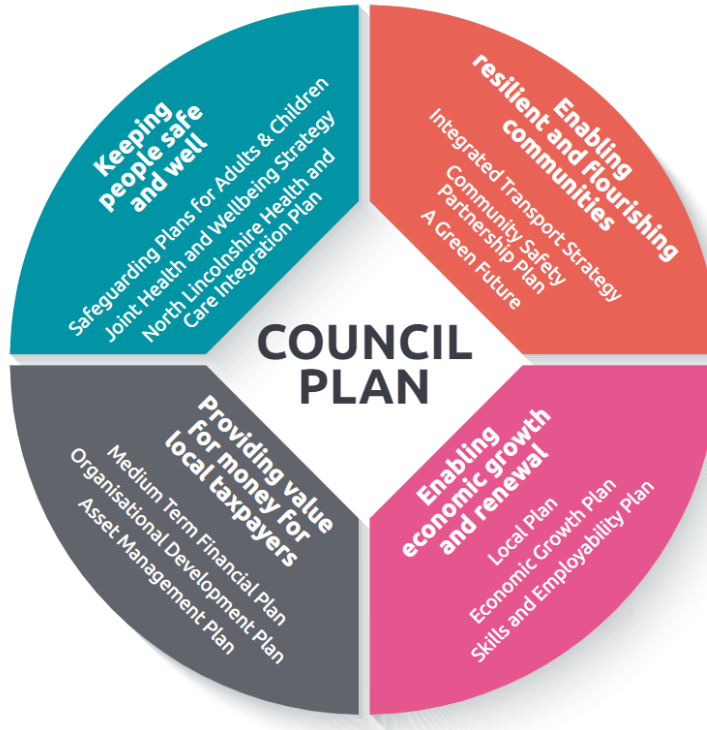 Keeping
people safe
and well
Safeguarding Plans for Adults & Children
Joint Health and Wellbeing Strategy
North Lincolnshire Health and
Care Integration Plan
Enabling
resilient and flourishing
communities
Integrated Transport Strategy
Community Safety
Partnership Plan
A Green Future
COUNCIL
PLAN
Providing value
for money for
local taxpayers
Medium Term Financial Plan
Organisational Development Plan
Asset Management Plan
Enabling
economic growth
and renewal
Local Plan
Economic Growth Plan
Skills and Employability Plan